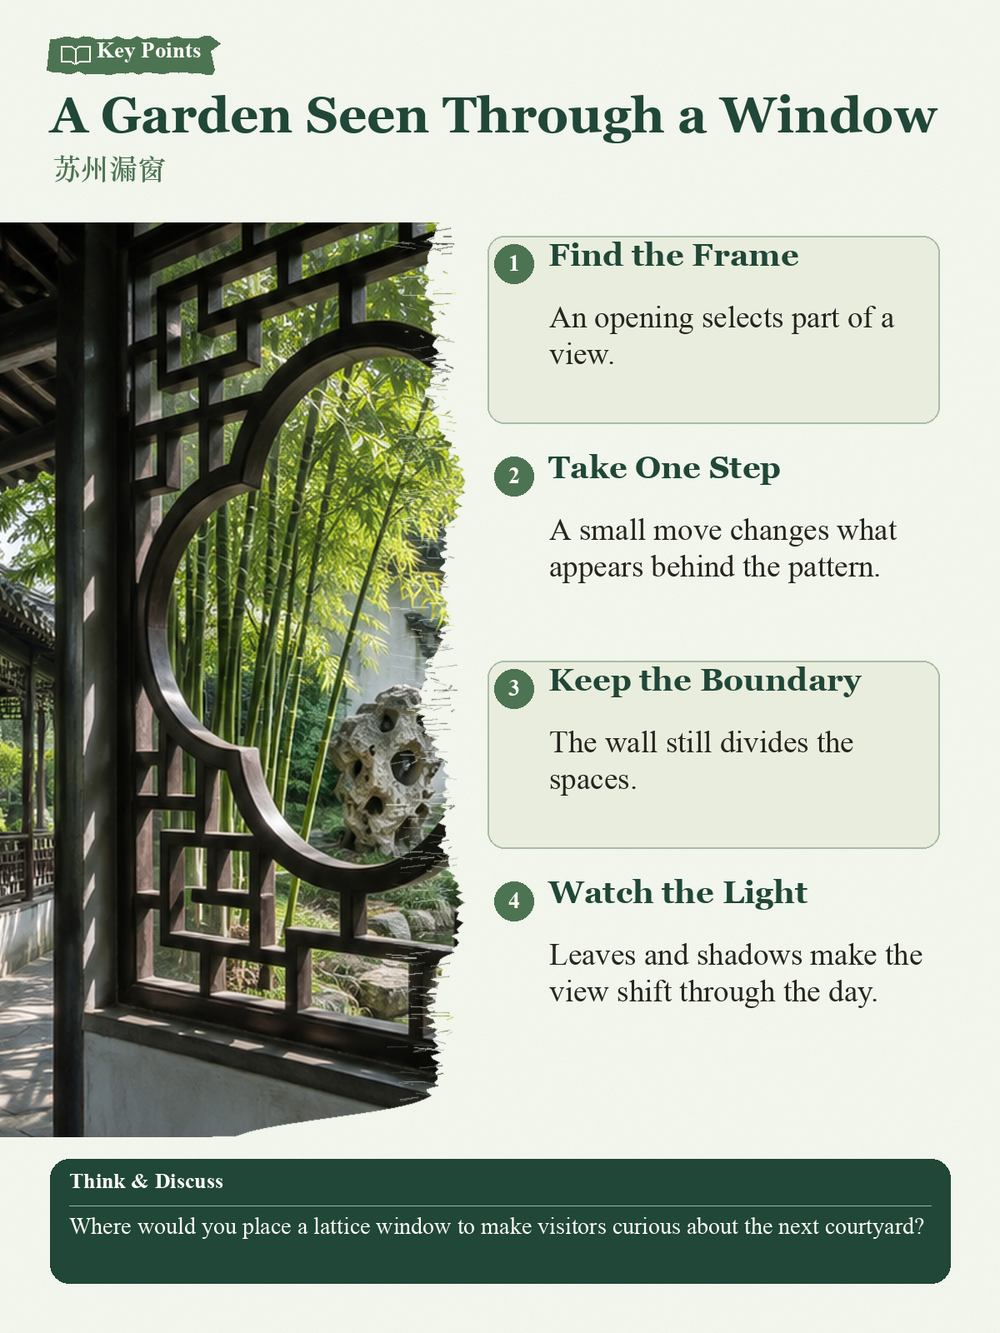 Key Points
A Garden Seen Through a Window
苏州漏窗
1 Find the Frame
An opening selects part of a
view.
2 Take One Step
A small move changes what
appears behind the pattern.
3 Keep the Boundary
The wall still divides the
spaces.
4 Watch the Light
Leaves and shadows make the
view shift through the day.
Think & Discuss
Where would you place a lattice window to make visitors curious about the next courtyard?